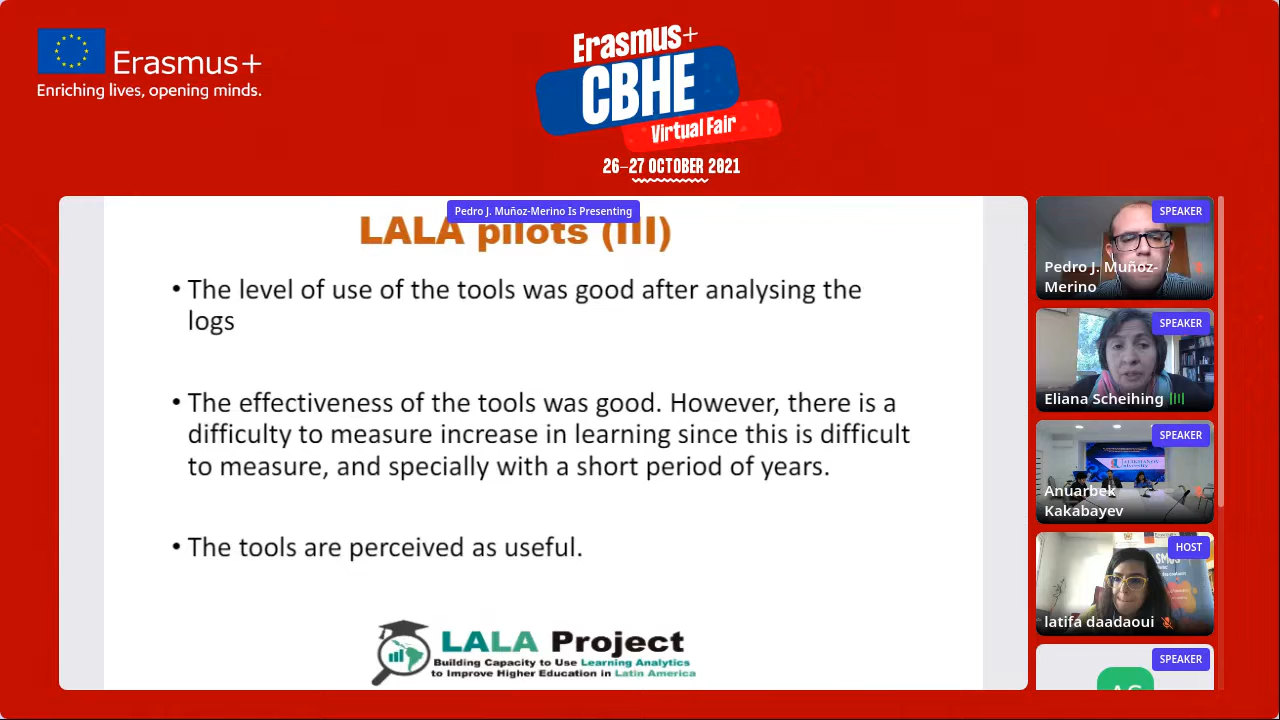 Erasmus+
Enriching lives, opening minds.
Erasmus+
CBHE
Virtual Fair
26–27 OCTOBER 2021
Pedro J. Muñoz-Merino Is Presenting
LALA pilots (III)
• The level of use of the tools was good after analysing the
logs
• The effectiveness of the tools was good. However, there is a
difficulty to measure increase in learning since this is difficult
to measure, and specially with a short period of years.
• The tools are perceived as useful.
LALA Project
Building Capacity to Use Learning Analytics
to Improve Higher Education in Latin America
SPEAKER
Pedro J. Muñoz-
Merino
SPEAKER
Eliana Scheihing
SPEAKER
Anuarbek
Kakabayev
HOST
latifa daadaoui
SPEAKER